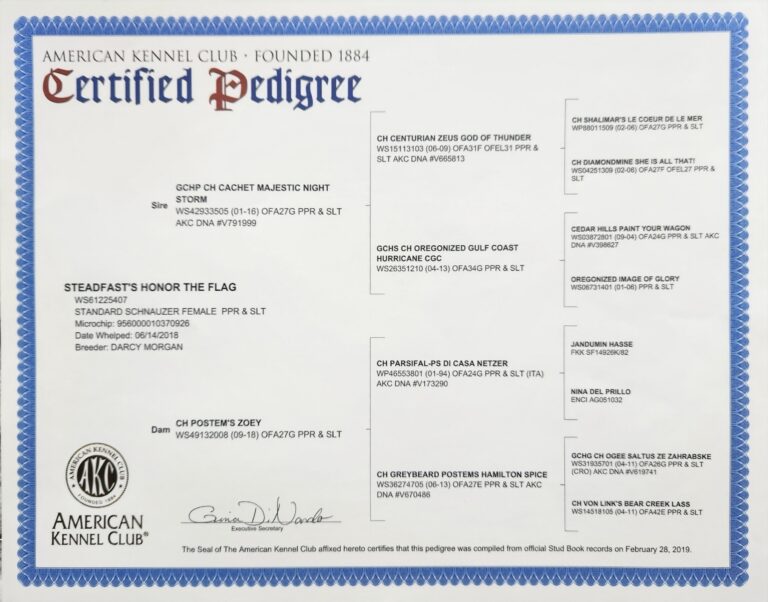 AMERICAN KENNEL CLUB · FOUNDED 1884
Certified Pedigree
CH SHALIMAR'S LE COEUR DE LE MER
WP88011509 (02-06) OFA27G PPR & SLT
CH CENTURIAN ZEUS GOD OF THUNDER
WS15113103 (06-09) OFA31F OFEL31 PPR &
SLT AKC DNA #V665813
CH DIAMONDMINE SHE IS ALL THAT!
WS04251309 (02-06) OFA27F OFEL27 PPR &
SLT
Sire
GCHP CH CACHET MAJESTIC NIGHT
STORM
WS42933505 (01-16) OFA27G PPR & SLT
AKC DNA #V791999
CEDAR HILLS PAINT YOUR WAGON
WS03872801 (09-04) OFA24G PPR & SLT AKC
DNA #V398627
GCHS CH OREGONIZED GULF COAST
HURRICANE CGC
WS26351210 (04-13) OFA34G PPR & SLT
OREGONIZED IMAGE OF GLORY
WS08731401 (01-06) PPR & SLT
STEADFAST'S HONOR THE FLAG
WS61225407
STANDARD SCHNAUZER FEMALE PPR & SLT
Microchip: 956000010370926
Date Whelped: 06/14/2018
Breeder: DARCY MORGAN
JANDUMIN HASSE
FKK SF14926K/82
CH PARSIFAL-PS DI CASA NETZER
WP46553801 (01-94) OFA24G PPR & SLT (ITA)
AKC DNA #V173290
NINA DEL PRILLO
ENCI AG051032
Dam
CH POSTEM'S ZOEY
WS49132008 (09-18) OFA27G PPR & SLT
GCHG CH OGEE SALTUS ZE ZAHRABSKE
WS31935701 (04-11) OFA26G PPR & SLT
(CRO) AKC DNA #V619741
CH GREYBEARD POSTEMS HAMILTON SPICE
WS36274705 (06-13) OFA27E PPR & SLT AKC
DNA #V670486
CH VON LINK'S BEAR CREEK LASS
WS14518105 (04-11) OFA42E PPR & SLT
AMERICAN KENNEL CLUB
AKC
FOUNDED 1884
AMERICAN
KENNEL CLUB®
Gina DiNardo
Executive Secretary
The Seal of The American Kennel Club affixed hereto certifies that this pedigree was compiled from official Stud Book records on February 28, 2019.